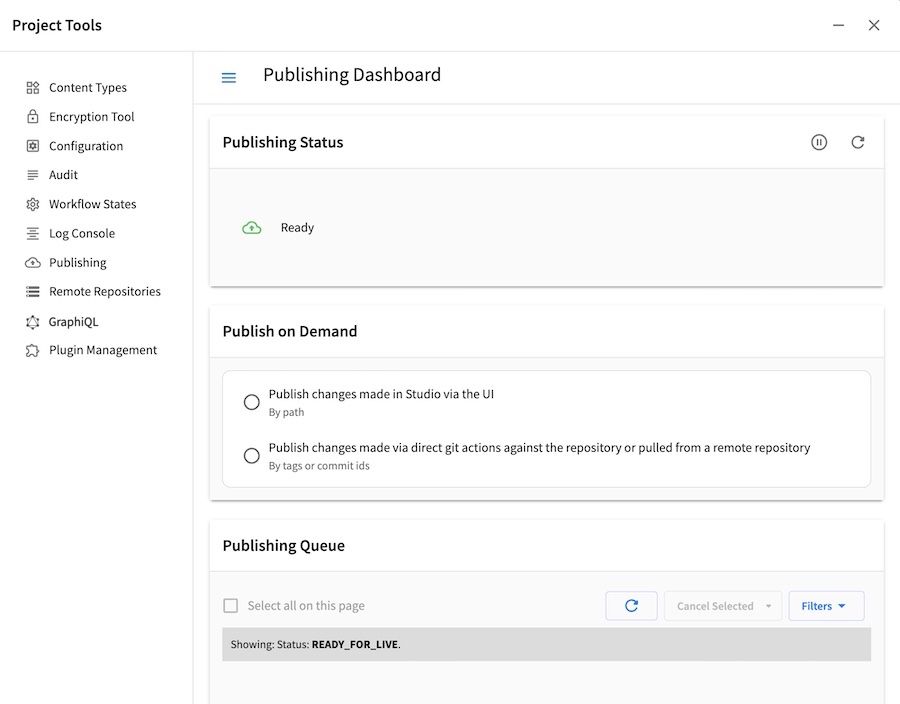 Project Tools
Content Types
Encryption Tool
Configuration
Audit
Workflow States
Log Console
Publishing
Remote Repositories
GraphiQL
Plugin Management
Publishing Dashboard
Publishing Status
Ready
Publish on Demand
Publish changes made in Studio via the UI
By path
Publish changes made via direct git actions against the repository or pulled from a remote repository
By tags or commit ids
Publishing Queue
Select all on this page
Cancel Selected
Filters
Showing: Status: READY_FOR_LIVE.